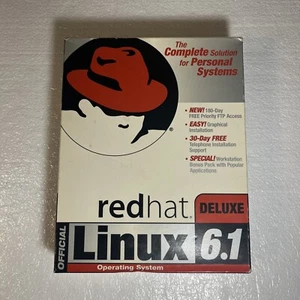 The
Complete Solution
for Personal
Systems
• NEW! 180-Day
FREE Priority FTP Access
• EASY! Graphical
Installation
• 30-Day FREE
Telephone Installation
Support
• SPECIAL! Workstation
Bonus Pack with Popular
Applications
redhat®
DELUXE
OFFICIAL
Linux 6.1
Operating System